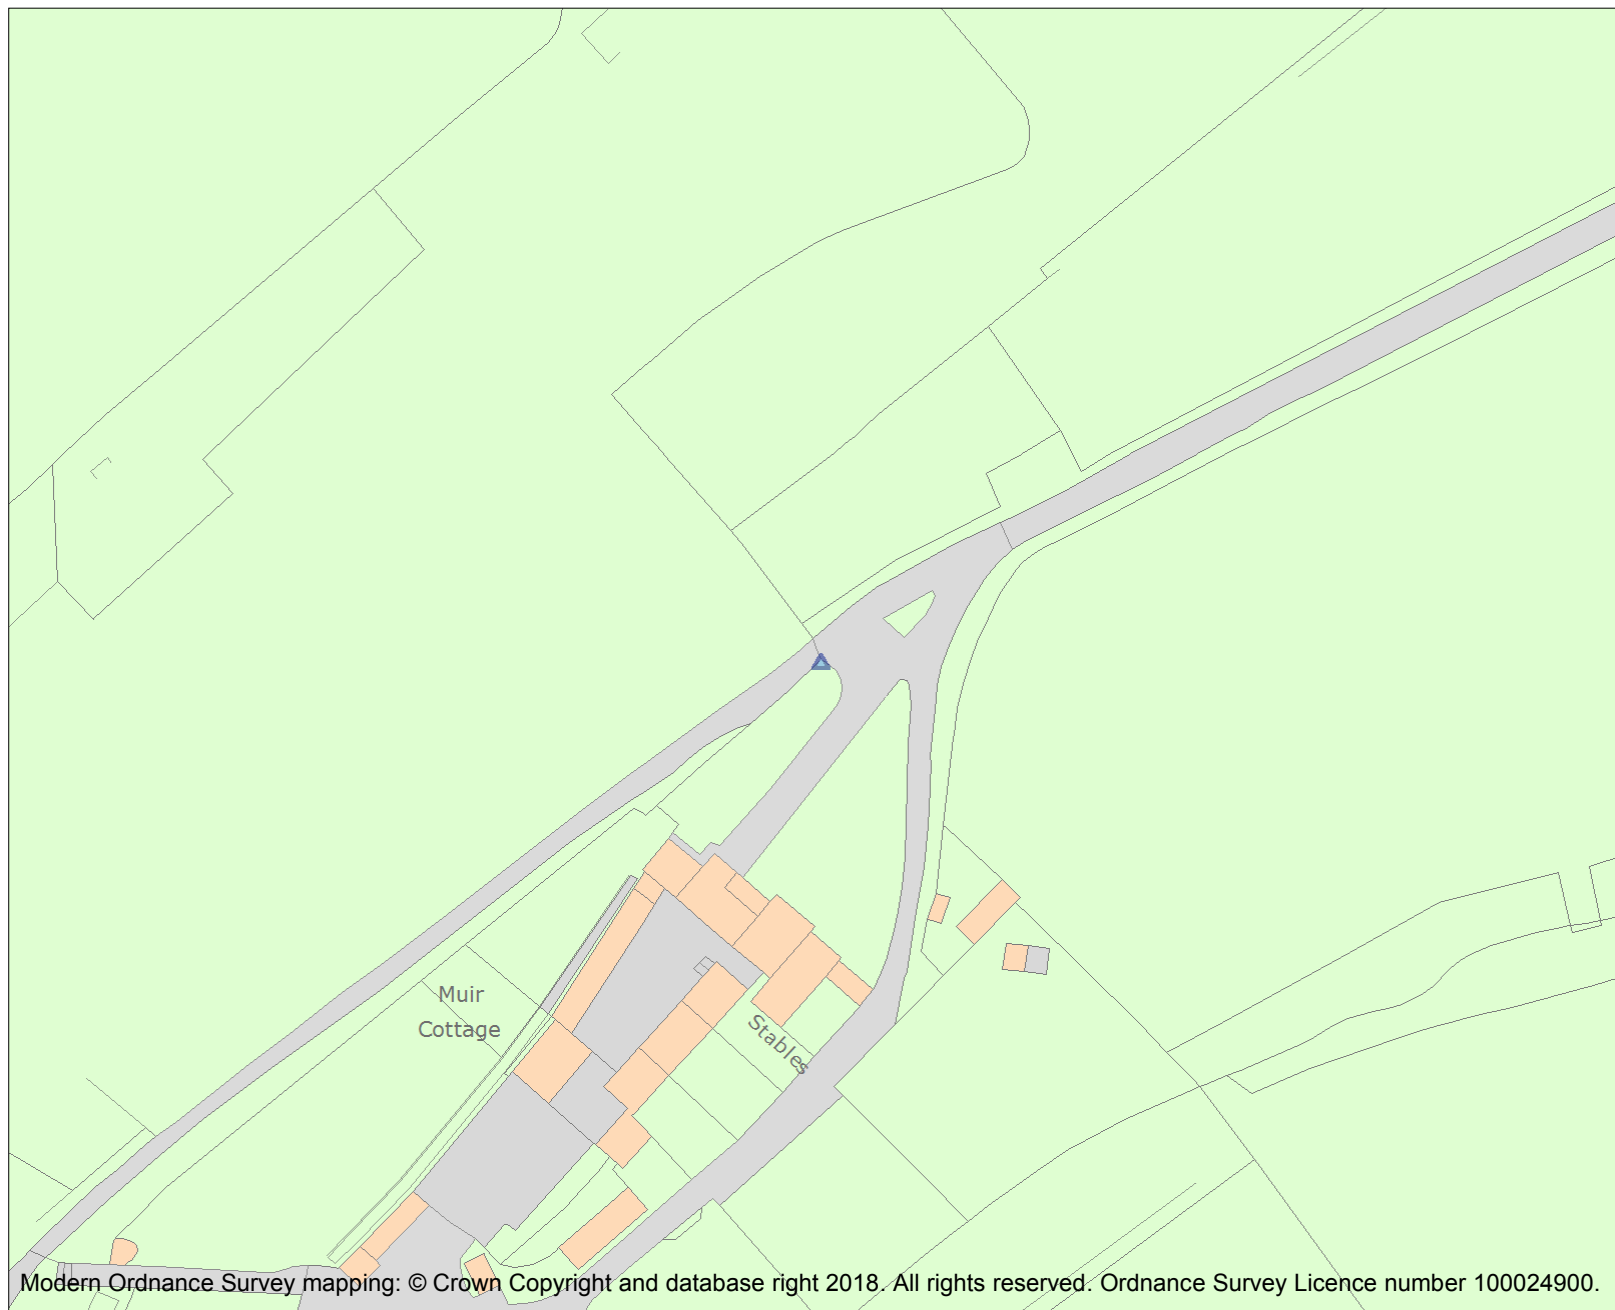 Muir
Cottage
Stables
Modern Ordnance Survey mapping: © Crown Copyright and database right 2018. All rights reserved. Ordnance Survey Licence number 100024900.